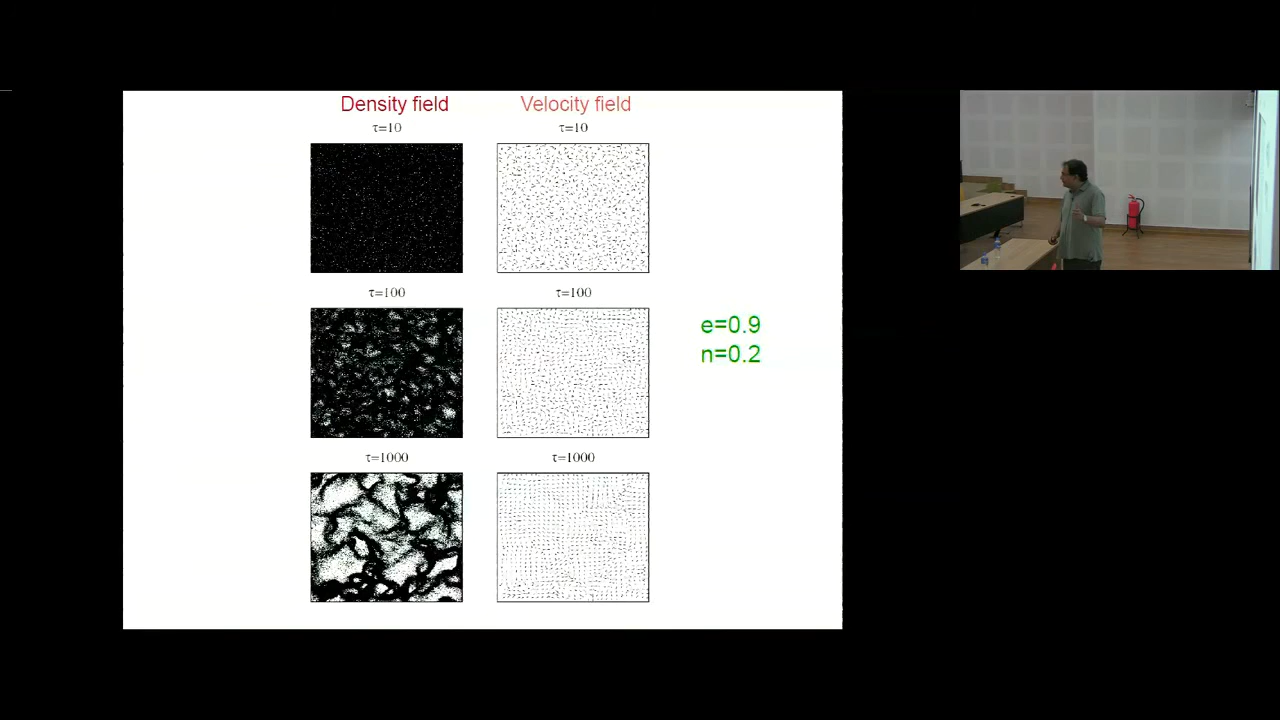 Density field Velocity field
τ=10 τ=10
τ=100 τ=100
e=0.9
n=0.2
τ=1000 τ=1000